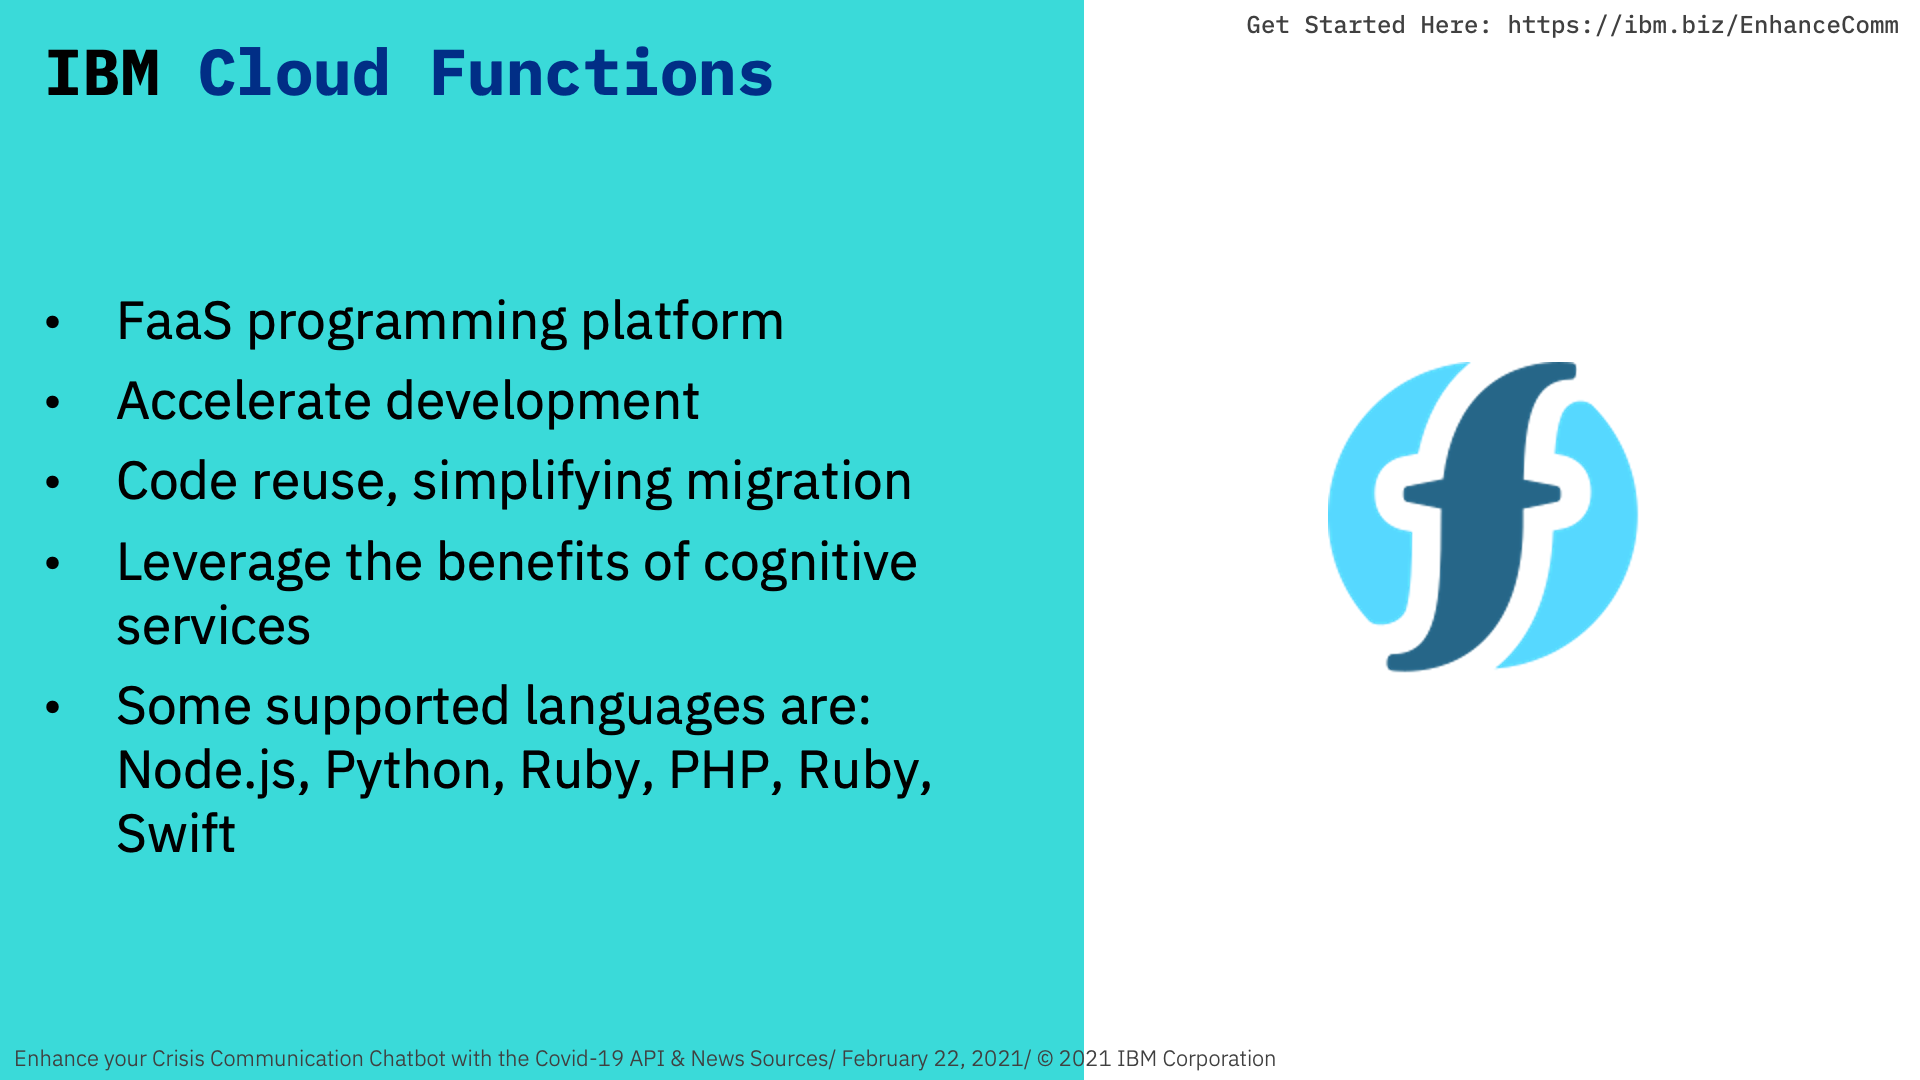 Get Started Here: https://ibm.biz/EnhanceComm
IBM Cloud Functions
• FaaS programming platform
• Accelerate development
• Code reuse, simplifying migration
• Leverage the benefits of cognitive
services
• Some supported languages are:
Node.js, Python, Ruby, PHP, Ruby,
Swift
f
Enhance your Crisis Communication Chatbot with the Covid-19 API & News Sources/ February 22, 2021/ © 2021 IBM Corporation